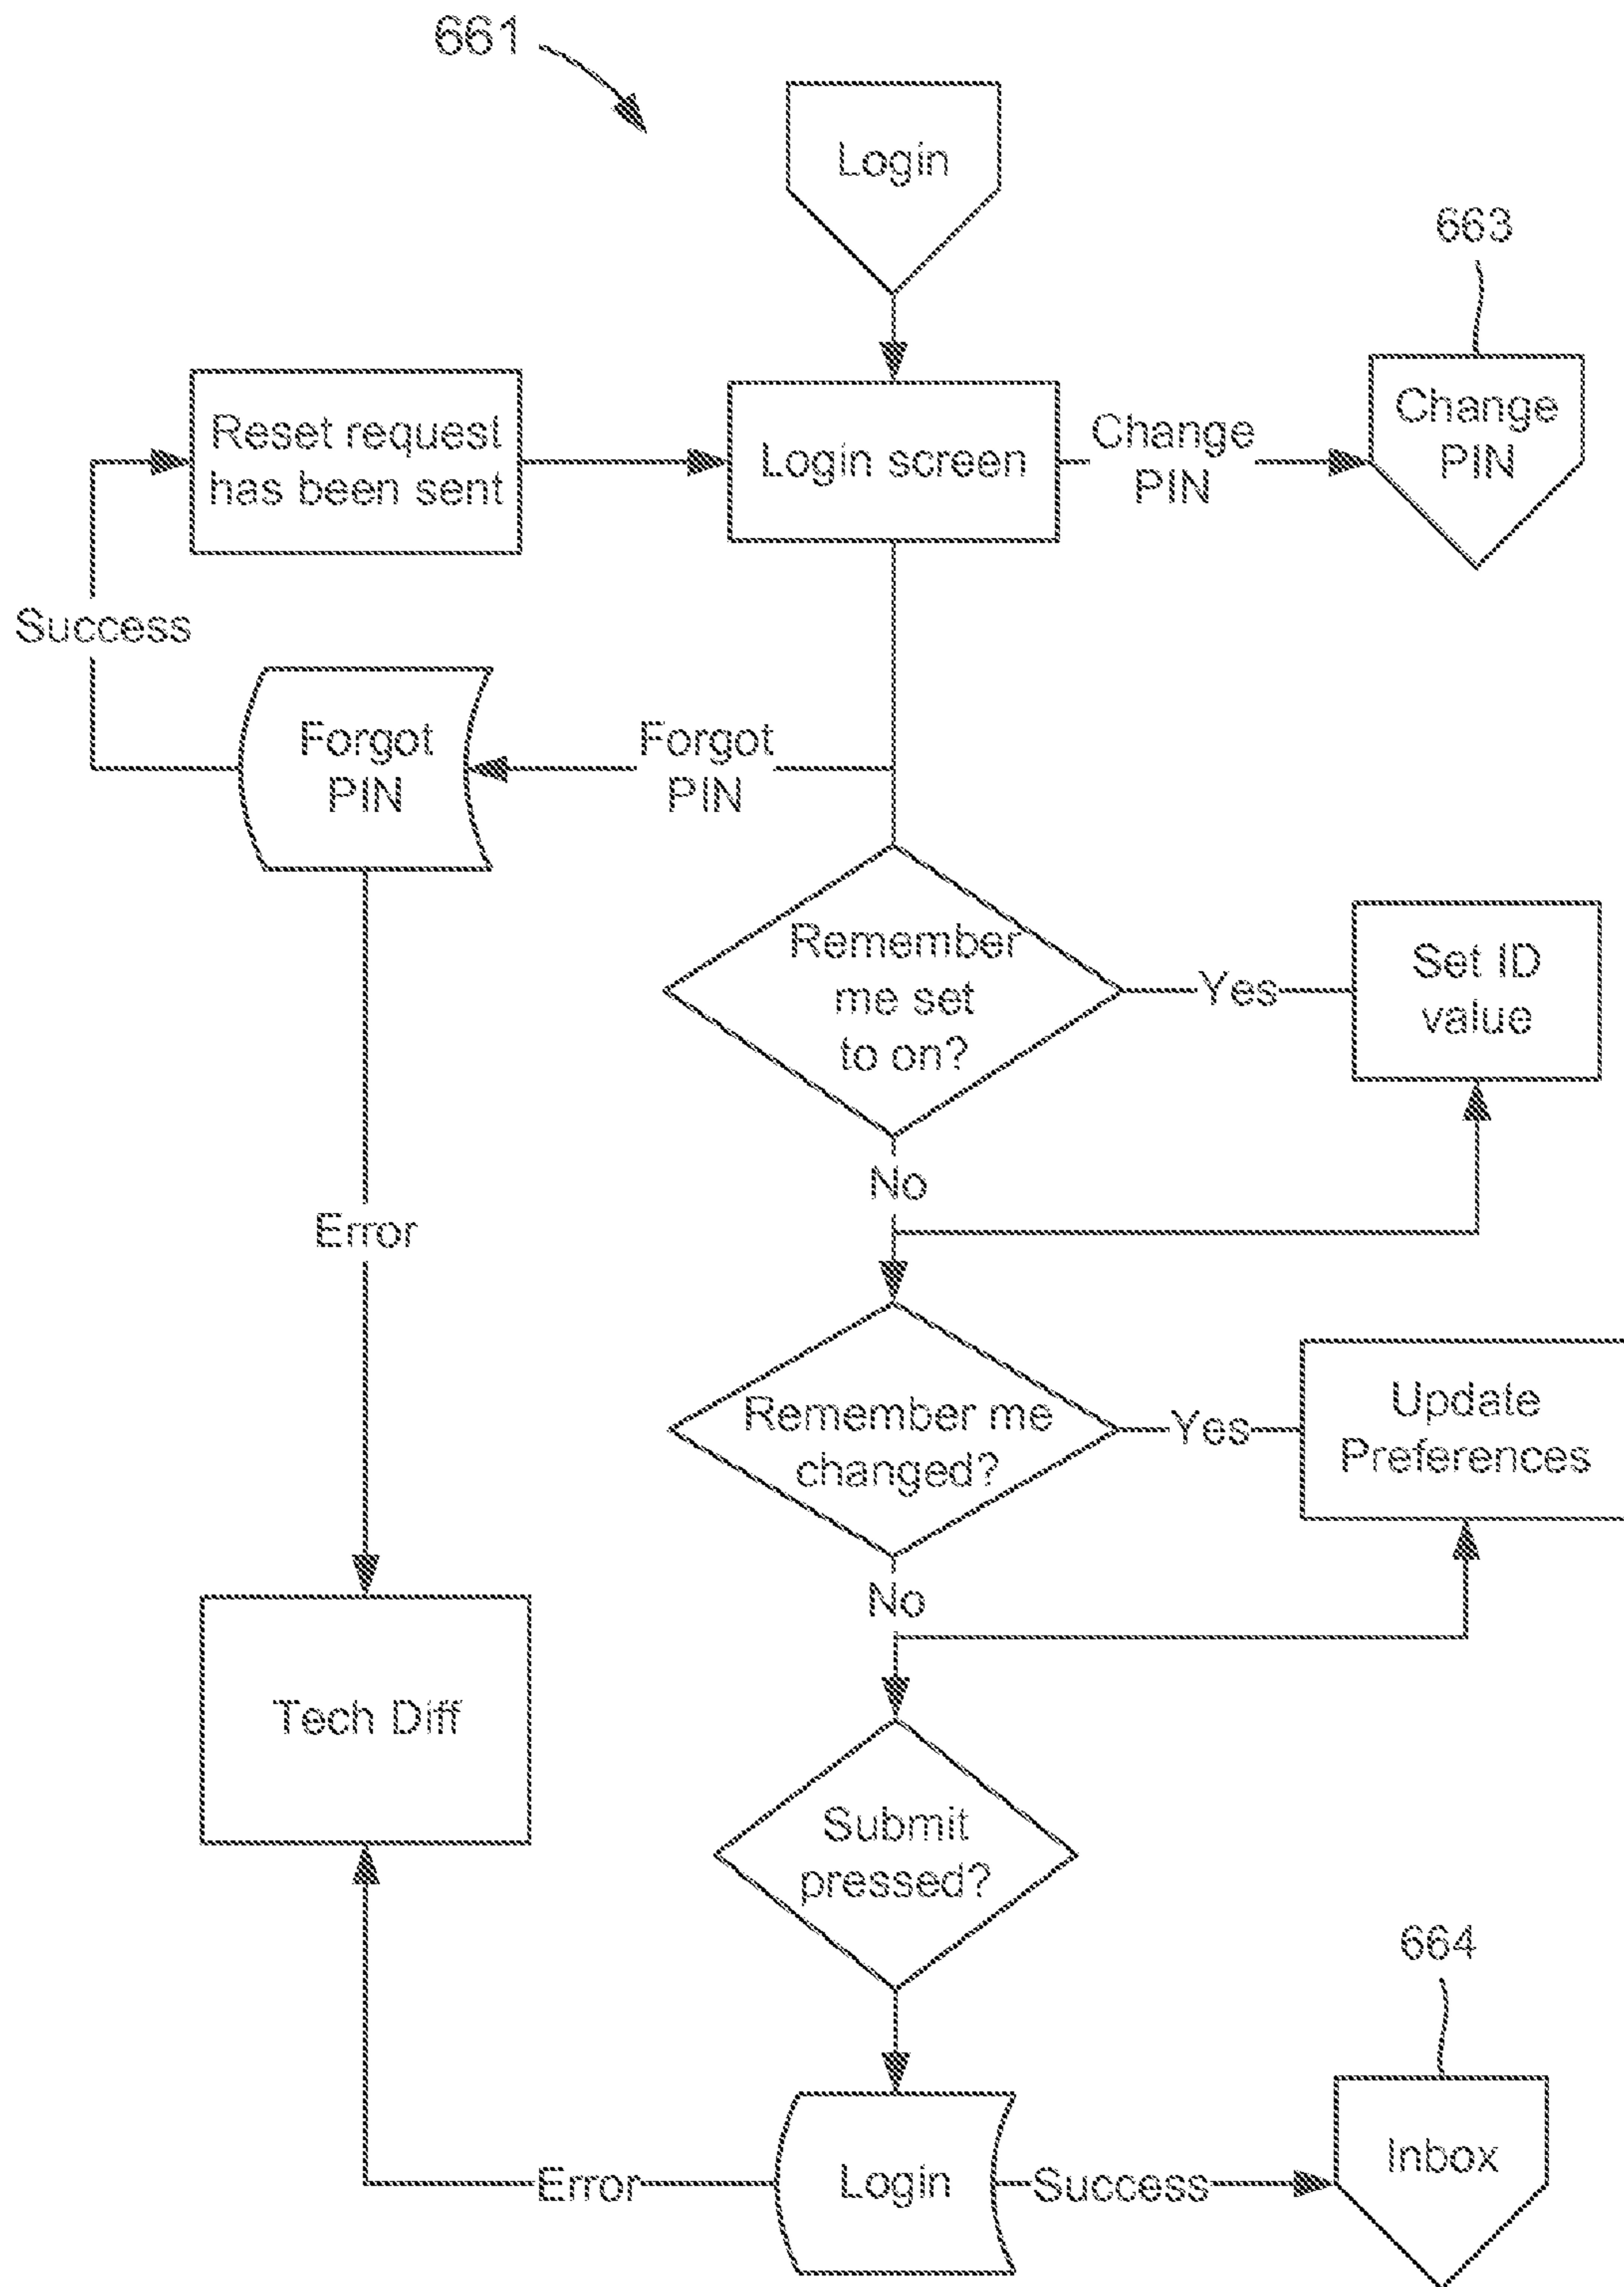 661
Login
663
Reset request
has been sent
Login screen
Change
PIN
Change
PIN
Success
Forgot
PIN
Forgot
PIN
Remember
me set
to on?
Yes
Set ID
value
No
Error
Remember me
changed?
Yes
Update
Preferences
No
Tech Diff
Submit
pressed?
664
Error
Login
Success
Inbox